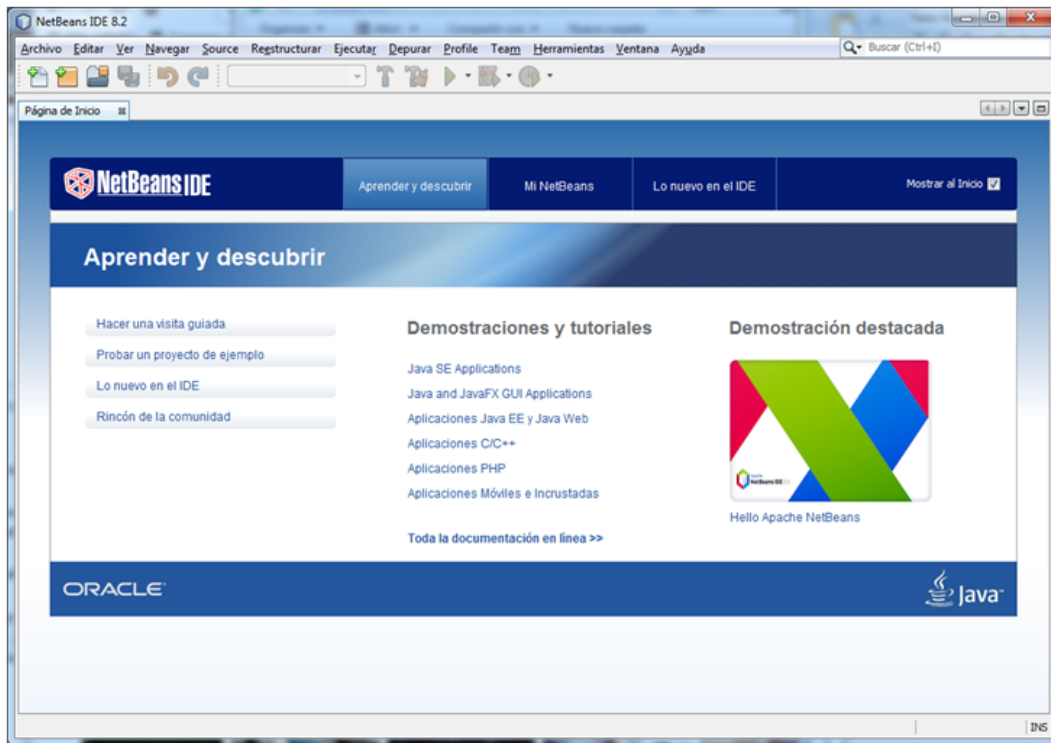 NetBeans IDE 8.2
Archivo Editar Ver Navegar Source Reestructurar Ejecutar Depurar Profile Team Herramientas Ventana Ayuda
Buscar (Ctrl+I)
Página de Inicio
NetBeans IDE
Aprender y descubrir
Mi NetBeans
Lo nuevo en el IDE
Mostrar al Inicio
Aprender y descubrir
Hacer una visita guiada
Probar un proyecto de ejemplo
Lo nuevo en el IDE
Rincón de la comunidad
Demostraciones y tutoriales
Java SE Applications
Java and JavaFX GUI Applications
Aplicaciones Java EE y Java Web
Aplicaciones C/C++
Aplicaciones PHP
Aplicaciones Móviles e Incrustadas
Toda la documentación en línea >>
Demostración destacada
NetBeans IDE
Hello Apache NetBeans
ORACLE
Java
INS